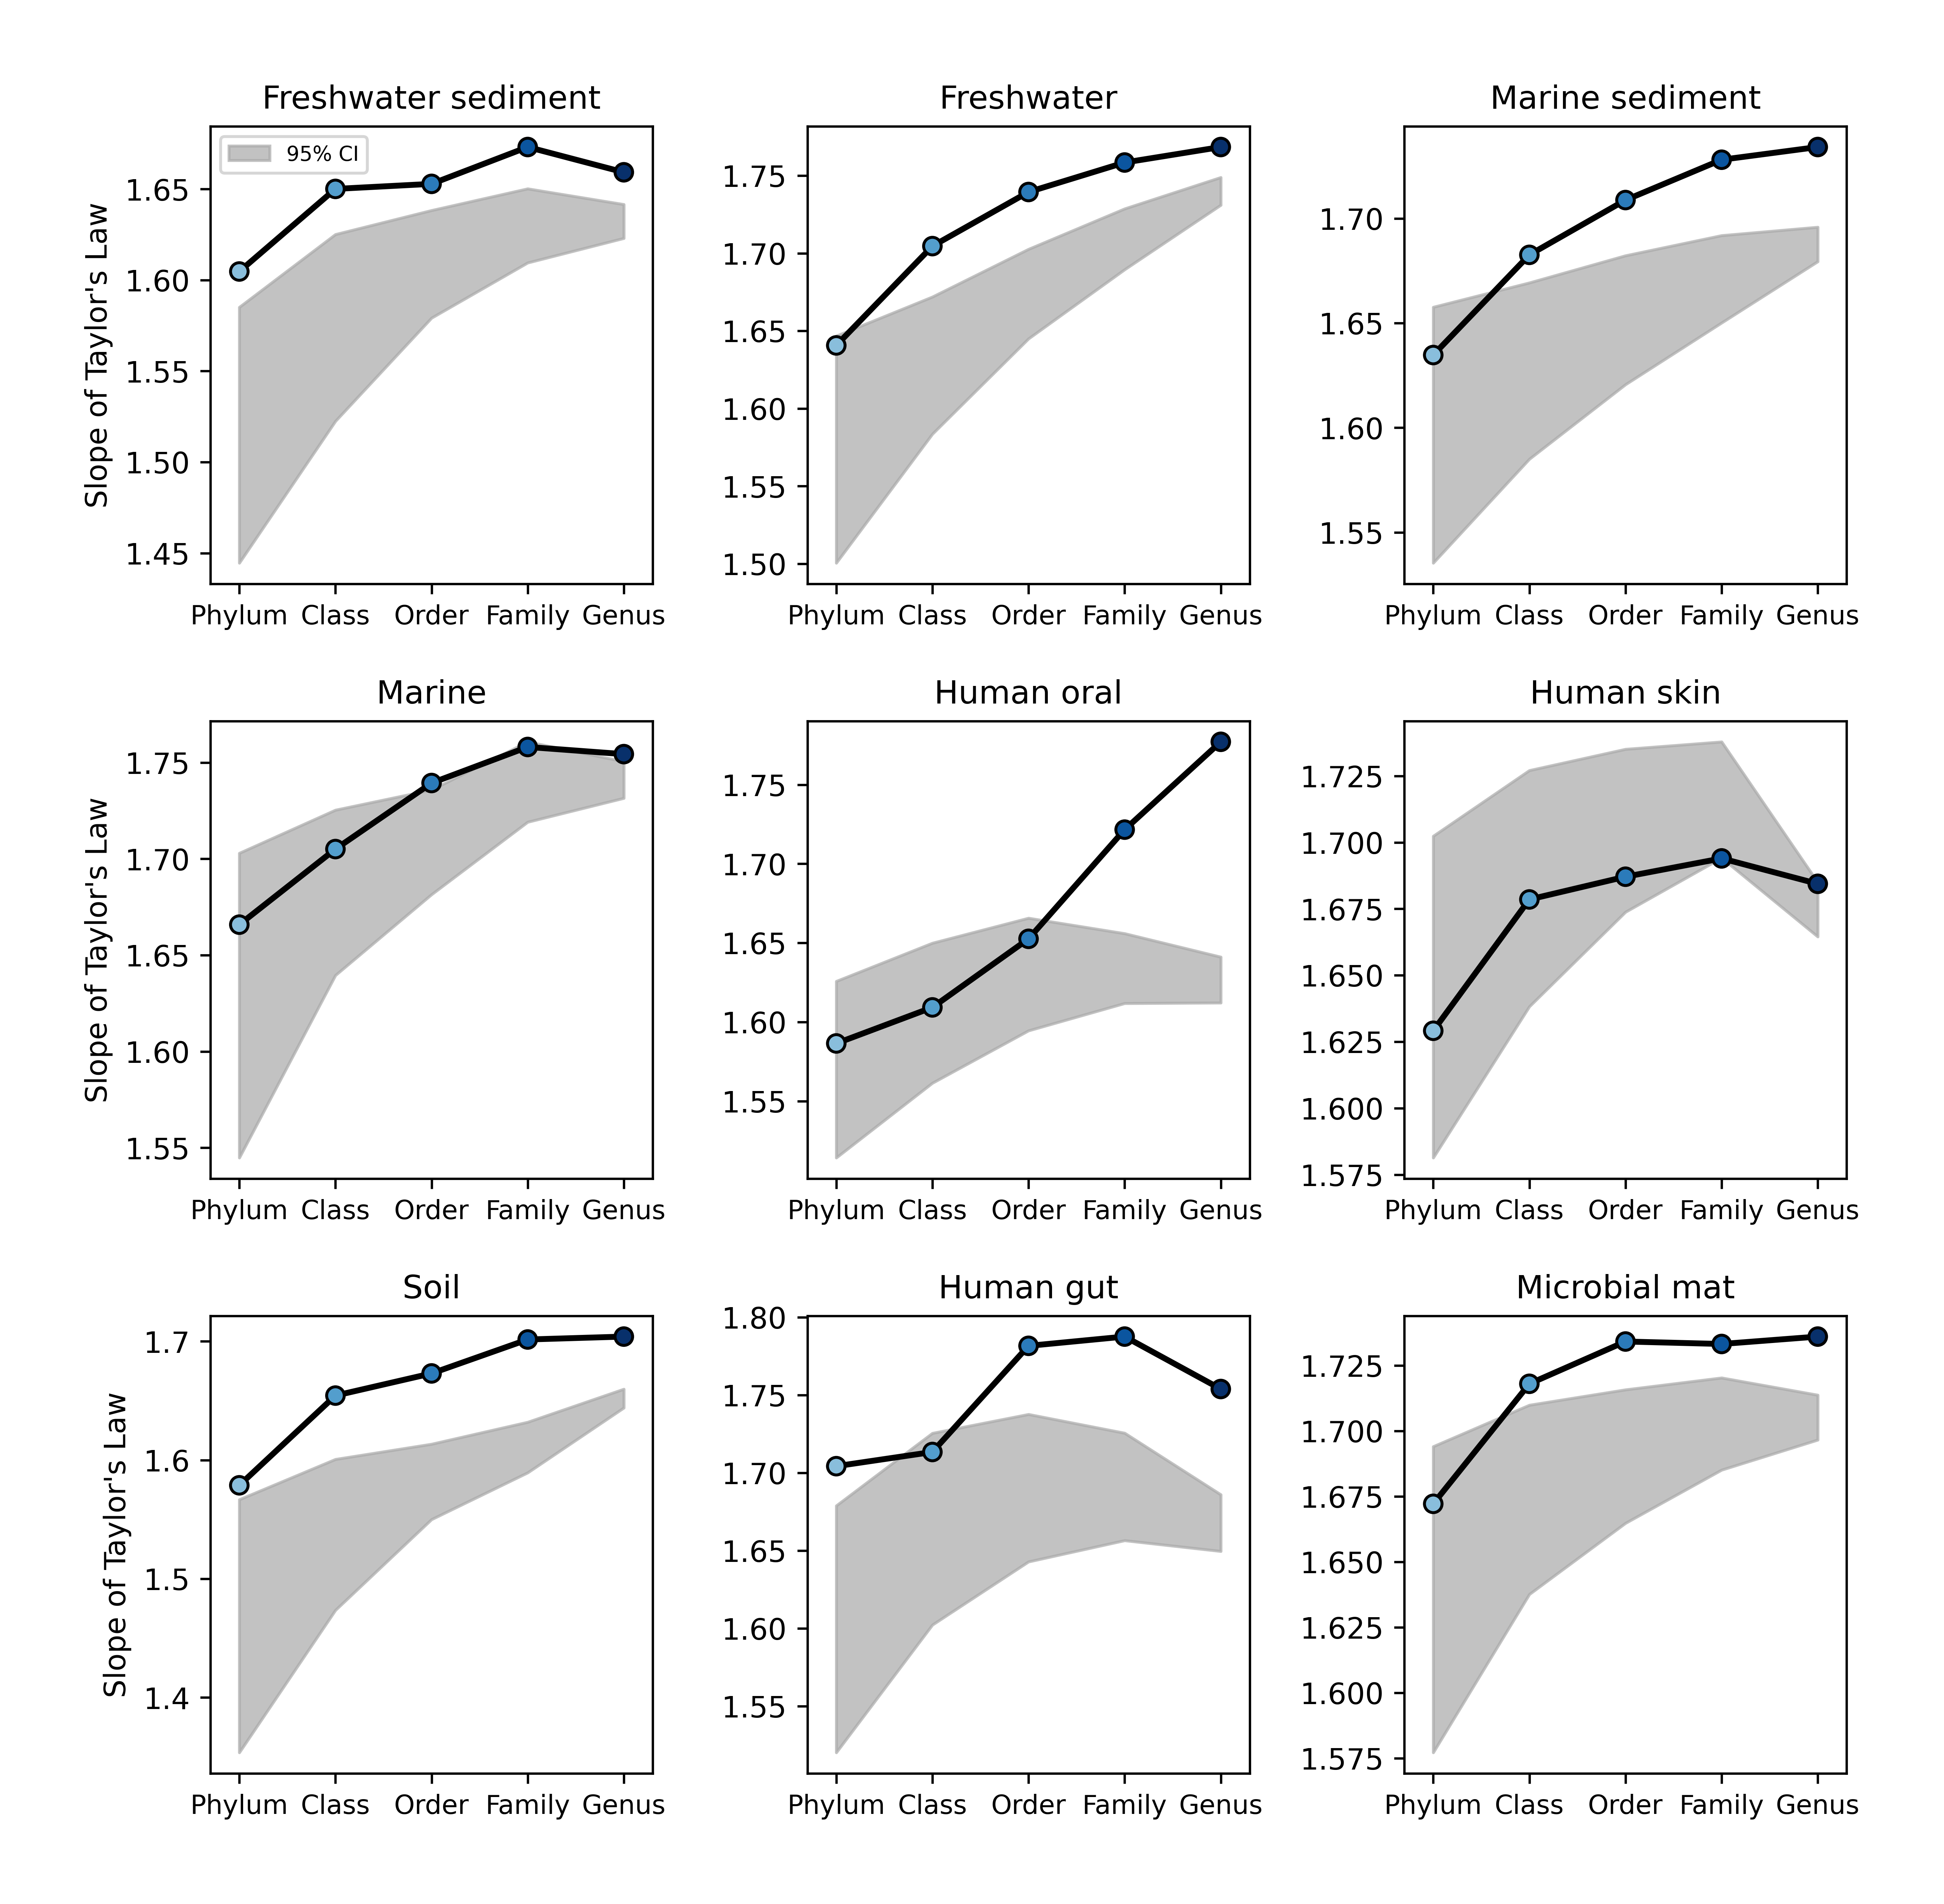 Freshwater sediment
95% CI
Slope of Taylor's Law
1.65
1.60
1.55
1.50
1.45
Phylum Class Order Family Genus
Freshwater
1.75
1.70
1.65
1.60
1.55
1.50
Phylum Class Order Family Genus
Marine sediment
1.70
1.65
1.60
1.55
Phylum Class Order Family Genus
Marine
Slope of Taylor's Law
1.75
1.70
1.65
1.60
1.55
Phylum Class Order Family Genus
Human oral
1.75
1.70
1.65
1.60
1.55
Phylum Class Order Family Genus
Human skin
1.725
1.700
1.675
1.650
1.625
1.600
1.575
Phylum Class Order Family Genus
Soil
Slope of Taylor's Law
1.7
1.6
1.5
1.4
Phylum Class Order Family Genus
Human gut
1.80
1.75
1.70
1.65
1.60
1.55
Phylum Class Order Family Genus
Microbial mat
1.725
1.700
1.675
1.650
1.625
1.600
1.575
Phylum Class Order Family Genus